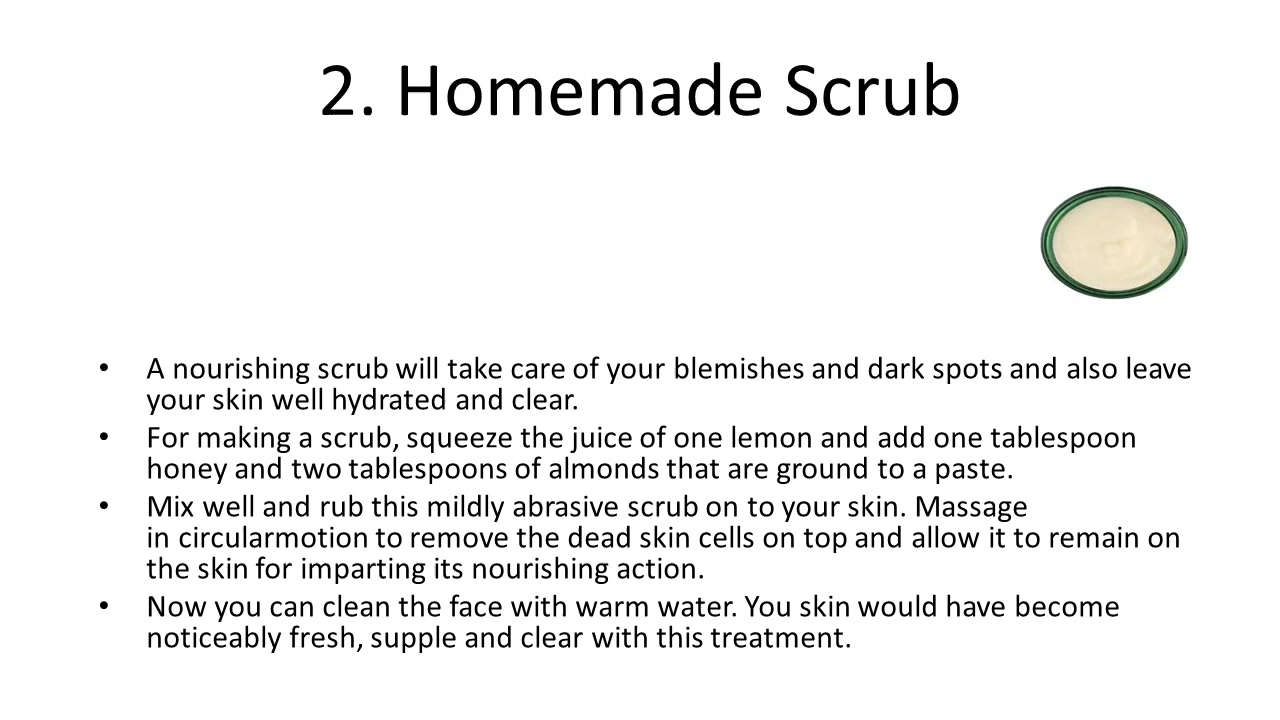 2. Homemade Scrub
• A nourishing scrub will take care of your blemishes and dark spots and also leave
your skin well hydrated and clear.
• For making a scrub, squeeze the juice of one lemon and add one tablespoon
honey and two tablespoons of almonds that are ground to a paste.
• Mix well and rub this mildly abrasive scrub on to your skin. Massage
in circularmotion to remove the dead skin cells on top and allow it to remain on
the skin for imparting its nourishing action.
• Now you can clean the face with warm water. You skin would have become
noticeably fresh, supple and clear with this treatment.